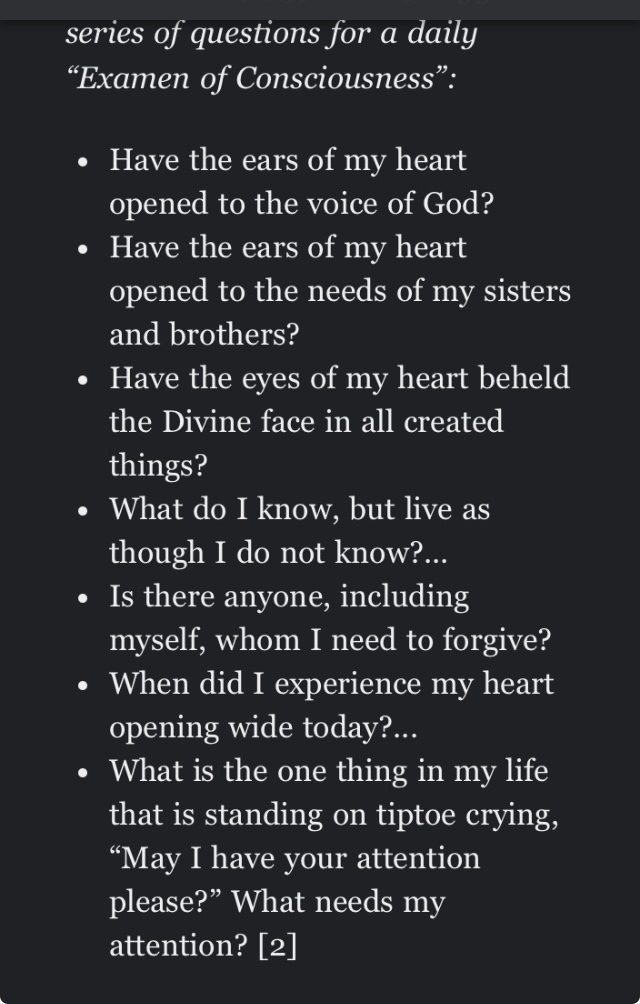 series of questions for a daily
“Examen of Consciousness”:
• Have the ears of my heart
opened to the voice of God?
• Have the ears of my heart
opened to the needs of my sisters
and brothers?
• Have the eyes of my heart beheld
the Divine face in all created
things?
• What do I know, but live as
though I do not know?...
• Is there anyone, including
myself, whom I need to forgive?
• When did I experience my heart
opening wide today?...
• What is the one thing in my life
that is standing on tiptoe crying,
“May I have your attention
please?” What needs my
attention? [2]